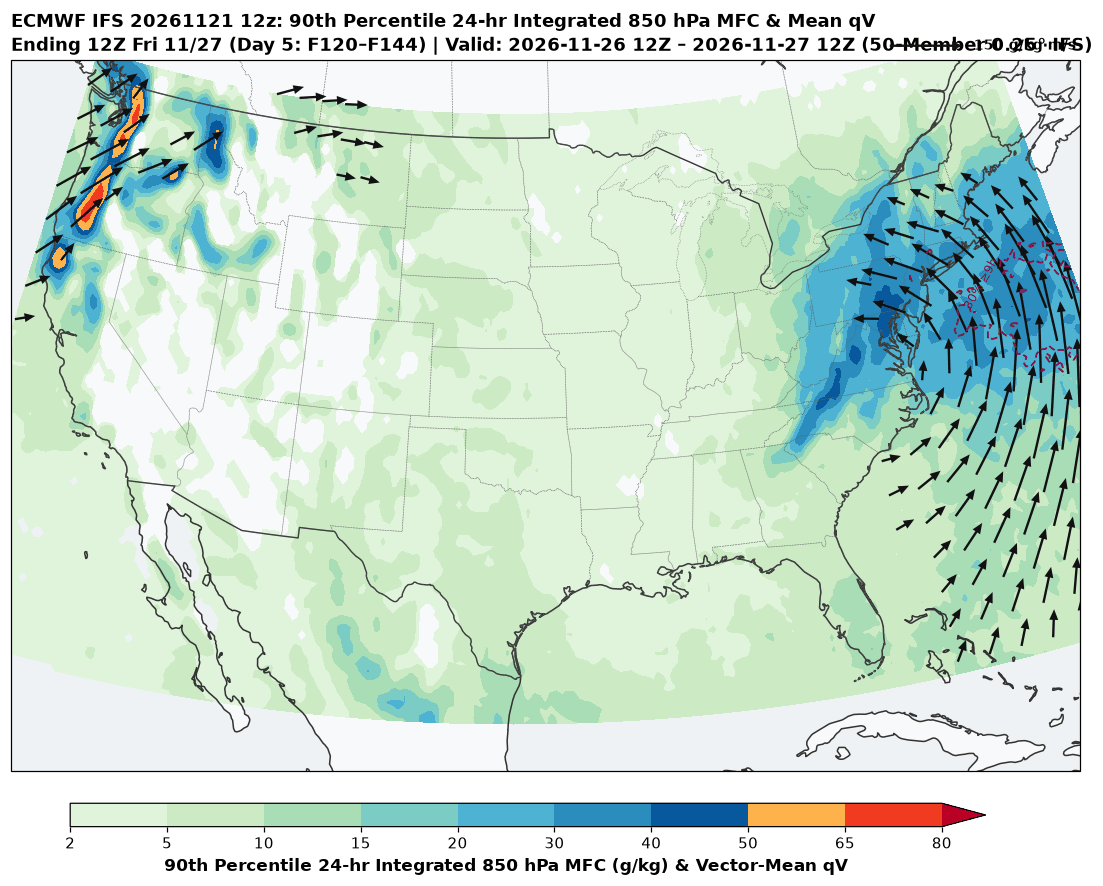 ECMWF IFS 20261121 12z: 90th Percentile 24-hr Integrated 850 hPa MFC & Mean qV
Ending 12Z Fri 11/27 (Day 5: F120–F144) | Valid: 2026-11-26 12Z – 2026-11-27 12Z (50-Member 0.25° IFS)
2 5 10 15 20 30 40 50 65 80
90th Percentile 24-hr Integrated 850 hPa MFC (g/kg) & Vector-Mean qV